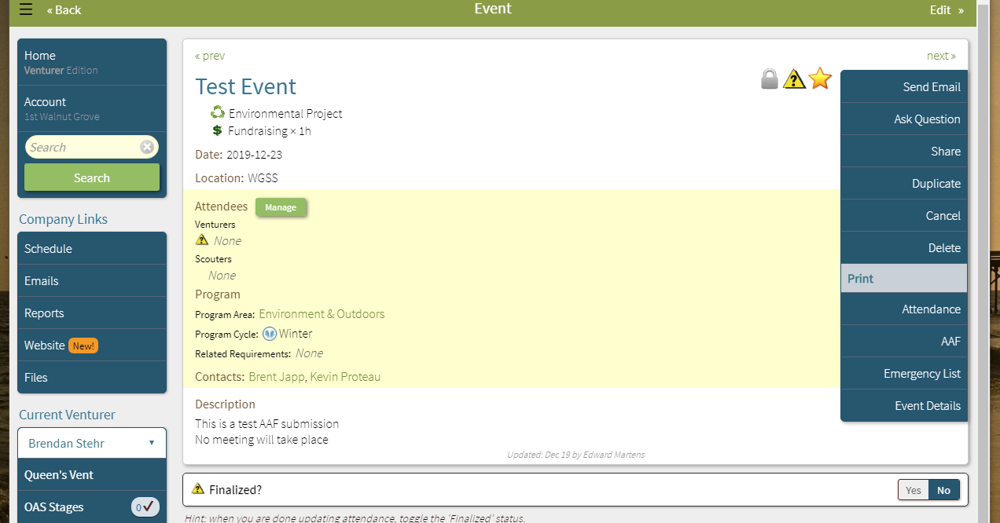 ☰ « Back
Event
Edit »
Home
Venturer Edition
Account
1st Walnut Grove
Search
Search
Company Links
Schedule
Emails
Reports
Website New!
Files
Current Venturer
Brendan Stehr ▼
Queen's Vent
OAS Stages 0✔
« prev
next »
Test Event
Environmental Project
$ Fundraising × 1h
Date: 2019-12-23
Location: WGSS
Attendees Manage
Venturers
None
Scouters
None
Program
Program Area: Environment & Outdoors
Program Cycle: Winter
Related Requirements: None
Contacts: Brent Japp, Kevin Proteau
Description
This is a test AAF submission
No meeting will take place
Updated: Dec 19 by Edward Martens
Send Email
Ask Question
Share
Duplicate
Cancel
Delete
Print
Attendance
AAF
Emergency List
Event Details
Finalized?
Yes No
Hint: when you are done updating attendance, toggle the 'Finalized' status.